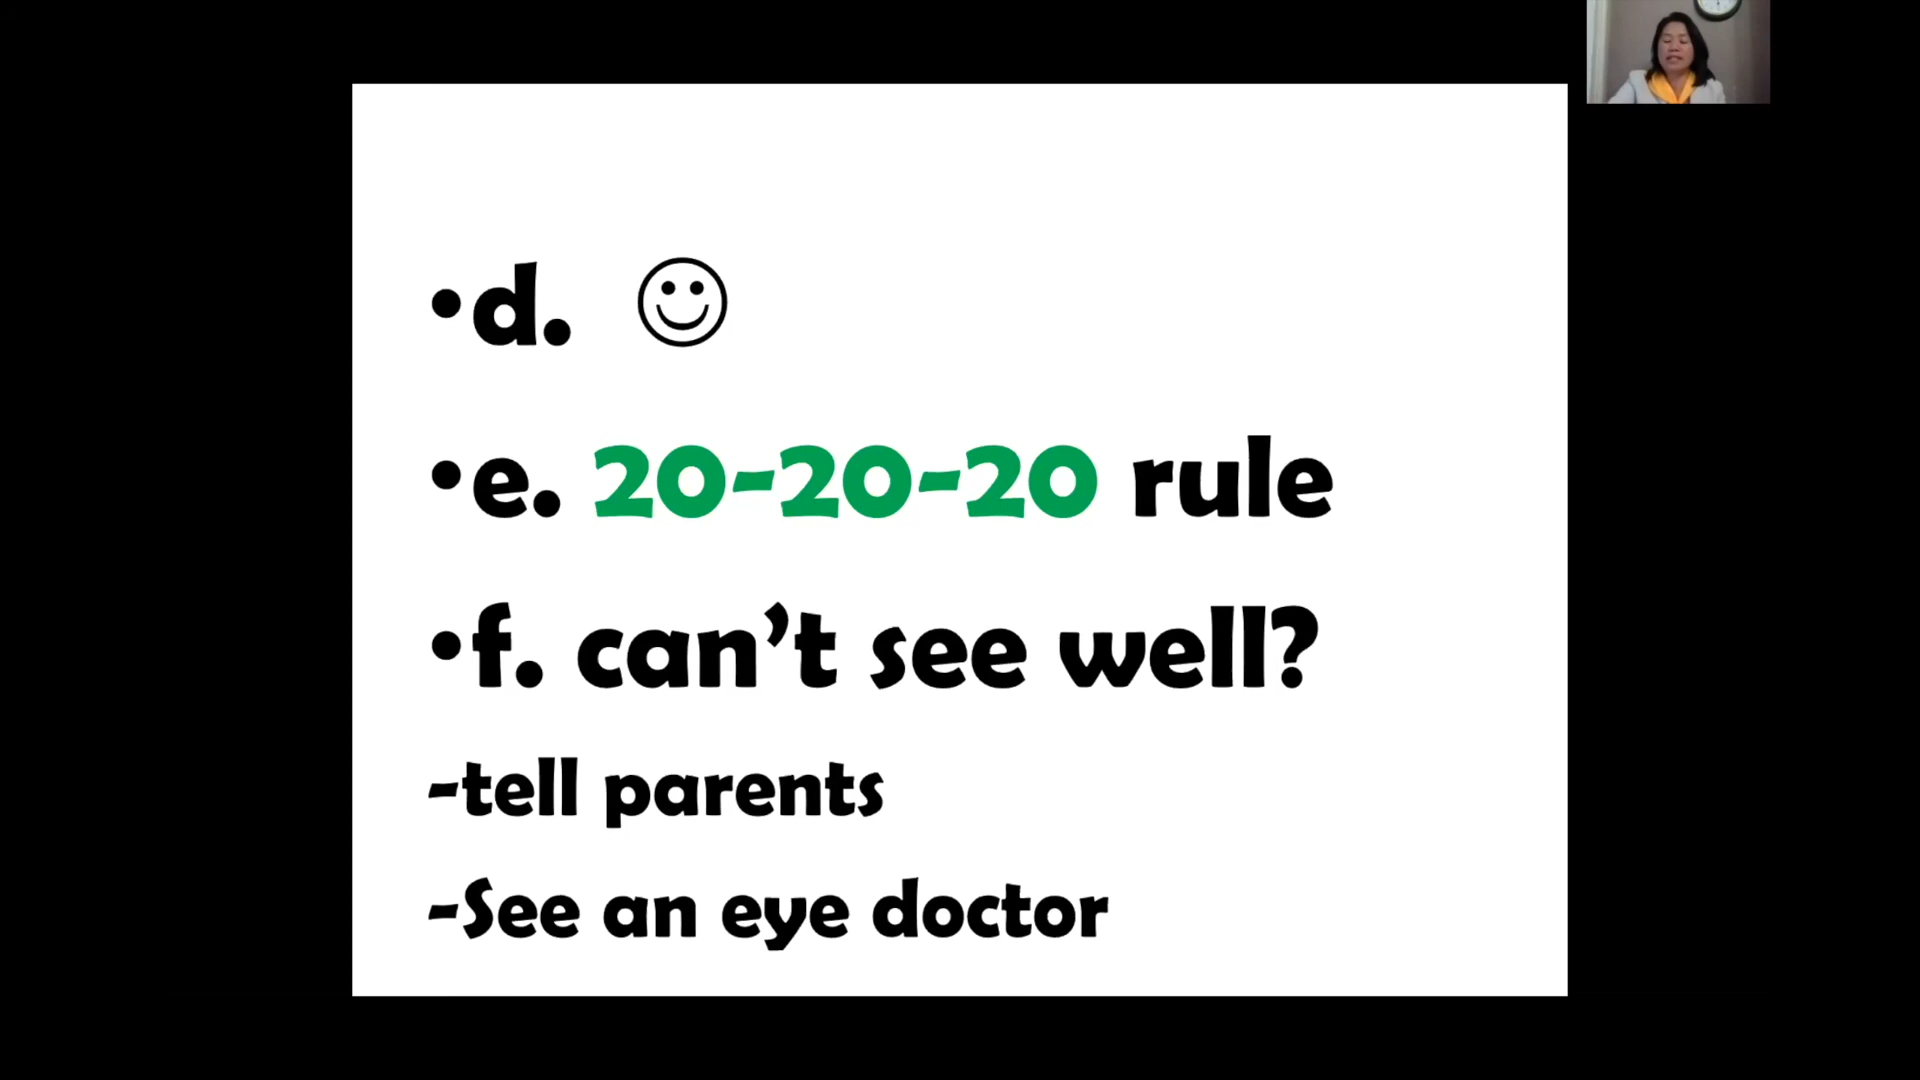 •d. ☺
•e. 20-20-20 rule
•f. can’t see well?
-tell parents
-See an eye doctor